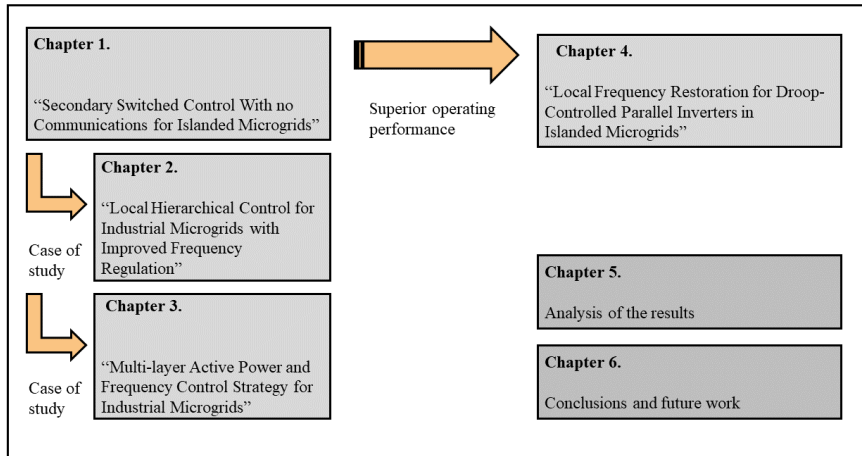 Chapter 1.
“Secondary Switched Control With no
Communications for Islanded Microgrids”
Superior operating
performance
Chapter 4.
“Local Frequency Restoration for Droop-
Controlled Parallel Inverters in
Islanded Microgrids”
Case of
study
Chapter 2.
“Local Hierarchical Control for
Industrial Microgrids with
Improved Frequency
Regulation”
Case of
study
Chapter 3.
“Multi-layer Active Power and
Frequency Control Strategy for
Industrial Microgrids”
Chapter 5.
Analysis of the results
Chapter 6.
Conclusions and future work